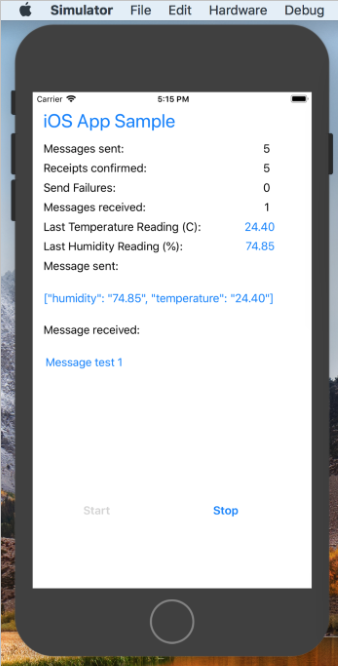 Simulator File Edit Hardware Debug
Carrier 5:15 PM
iOS App Sample
Messages sent: 5
Receipts confirmed: 5
Send Failures: 0
Messages received: 1
Last Temperature Reading (C): 24.40
Last Humidity Reading (%): 74.85
Message sent:
["humidity": "74.85", "temperature": "24.40"]
Message received:
Message test 1
Start Stop